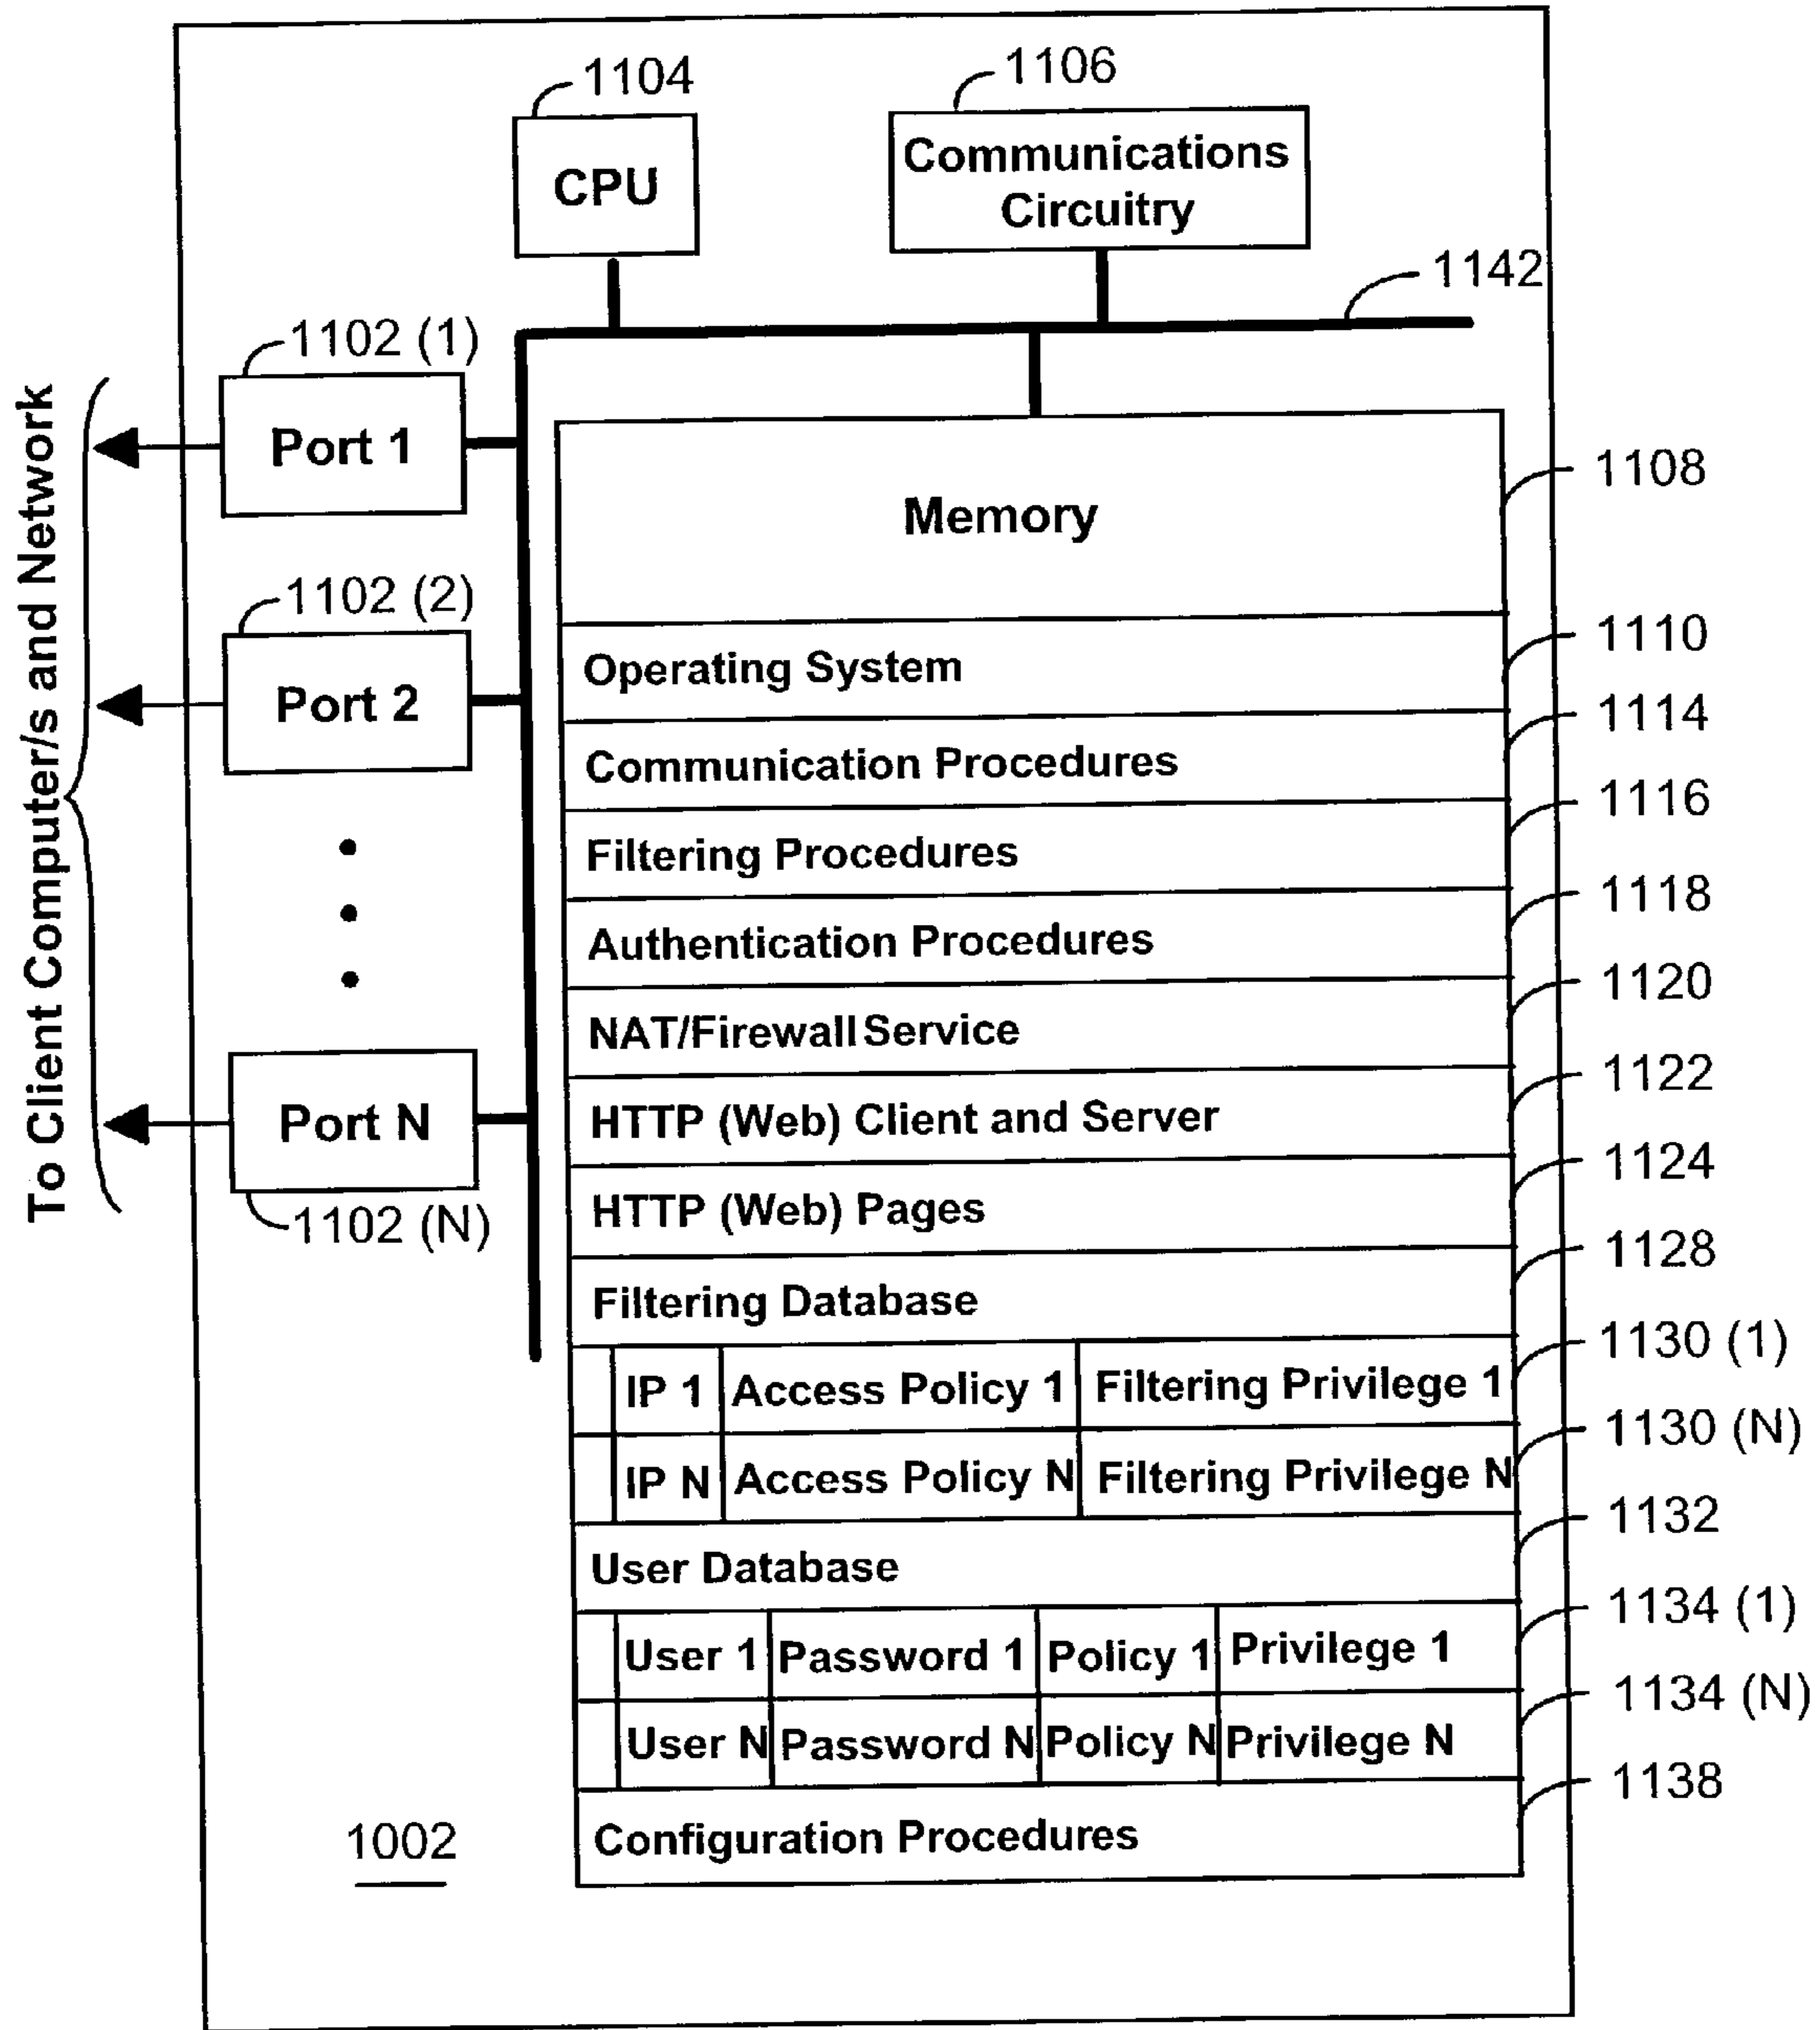 1104
1106
CPU
Communications
Circuitry
1142
1102 (1)
Port 1
To Client Computer/s and Network
Memory
1108
1102 (2)
Port 2
1110
Operating System
1114
Communication Procedures
1116
Filtering Procedures
1118
Authentication Procedures
1120
NAT/Firewall Service
1122
HTTP (Web) Client and Server
Port N
1102 (N)
1124
HTTP (Web) Pages
1128
Filtering Database
1130 (1)
IP 1 Access Policy 1 Filtering Privilege 1
1130 (N)
IP N Access Policy N Filtering Privilege N
1132
User Database
1134 (1)
User 1 Password 1 Policy 1 Privilege 1
1134 (N)
User N Password N Policy N Privilege N
1138
Configuration Procedures
1002